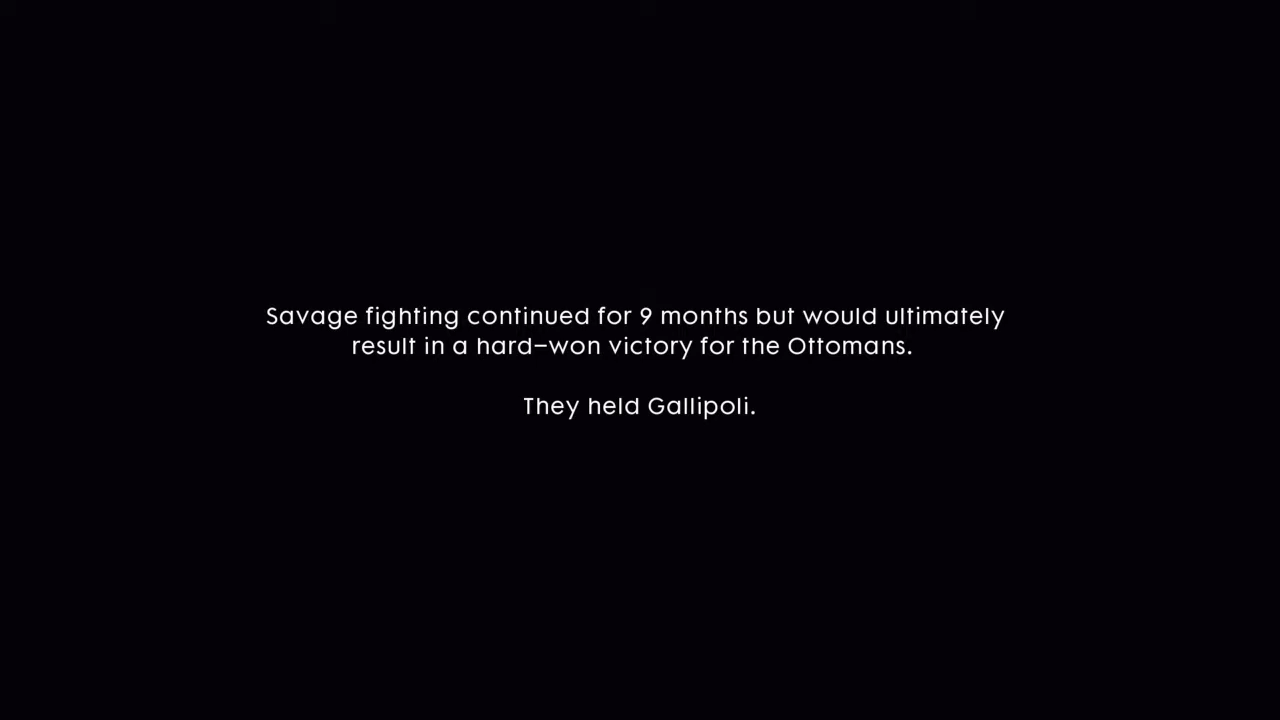 Savage fighting continued for 9 months but would ultimately
result in a hard–won victory for the Ottomans.
They held Gallipoli.